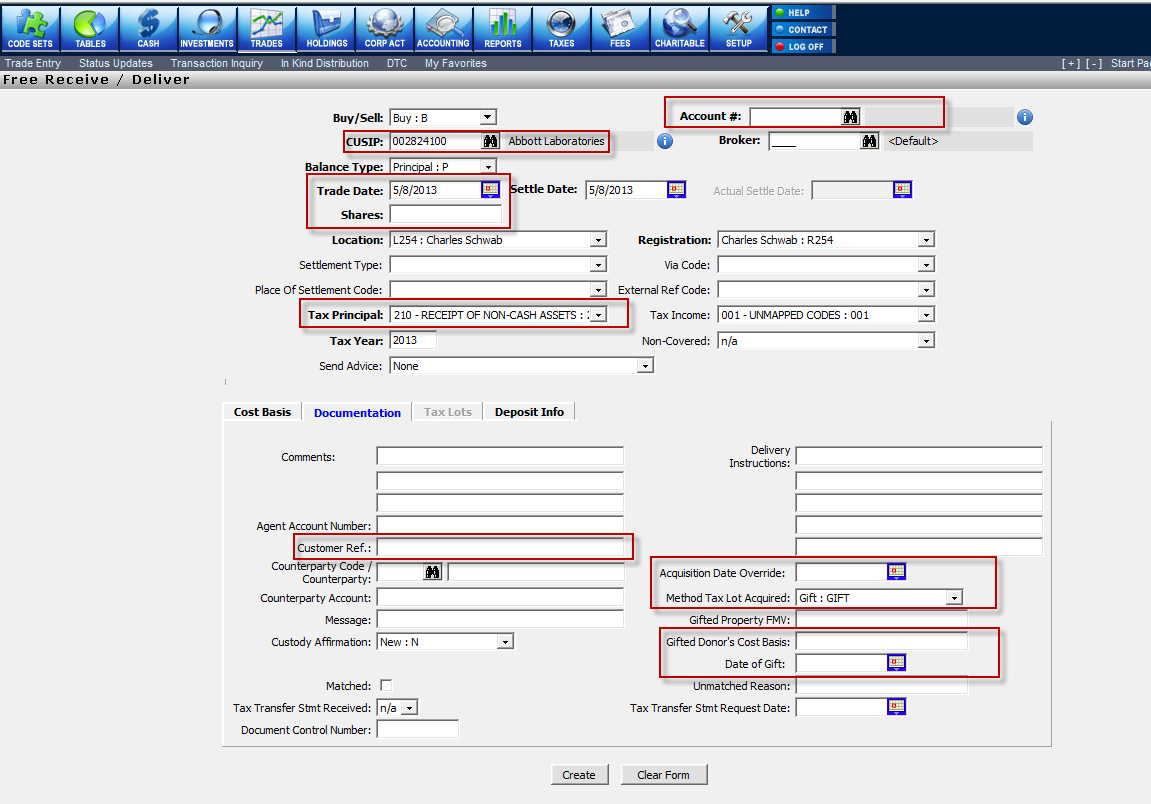 HELP
CODE SETS TABLES CASH INVESTMENTS TRADES HOLDINGS CORP ACT ACCOUNTING REPORTS TAXES FEES CHARITABLE SETUP CONTACT
LOG OFF
Trade Entry Status Updates Transaction Inquiry In Kind Distribution DTC My Favorites [ + ] [ - ] Start Pa
Free Receive / Deliver
Buy/Sell: Buy : B Account #:
CUSIP: 002824100 Abbott Laboratories Broker: ____ <Default>
Balance Type: Principal : P
Trade Date: 5/8/2013 Settle Date: 5/8/2013 Actual Settle Date:
Shares:
Location: L254 : Charles Schwab Registration: Charles Schwab : R254
Settlement Type: Via Code:
Place Of Settlement Code: External Ref Code:
Tax Principal: 210 - RECEIPT OF NON-CASH ASSETS : Tax Income: 001 - UNMAPPED CODES : 001
Tax Year: 2013 Non-Covered: n/a
Send Advice: None
Cost Basis Documentation Tax Lots Deposit Info
Comments: Delivery
Instructions:
Agent Account Number:
Customer Ref.:
Counterparty Code /
Counterparty: Acquisition Date Override:
Counterparty Account: Method Tax Lot Acquired: Gift : GIFT
Message: Gifted Property FMV:
Custody Affirmation: New : N Gifted Donor's Cost Basis:
Date of Gift:
Matched: Unmatched Reason:
Tax Transfer Stmt Received: n/a Tax Transfer Stmt Request Date:
Document Control Number:
Create Clear Form